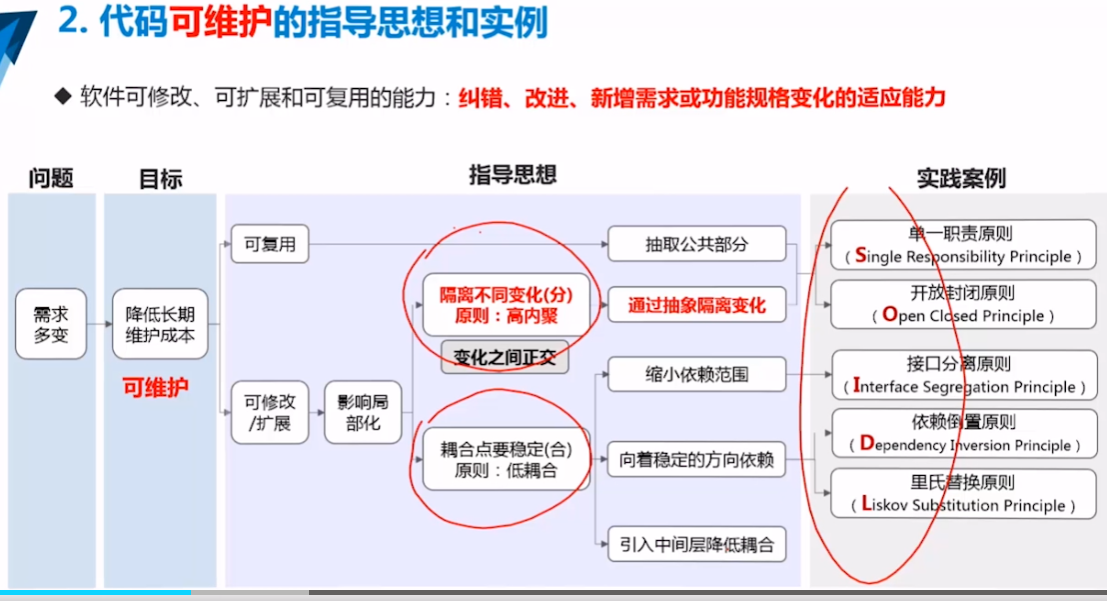 2. 代码可维护的指导思想和实例
◆ 软件可修改、可扩展和可复用的能力：纠错、改进、新增需求或功能规格变化的适应能力
问题
目标
指导思想
实践案例
需求
多变
降低长期
维护成本
可维护
可复用
可修改
/扩展
影响局
部化
隔离不同变化(分)
原则：高内聚
变化之间正交
耦合点要稳定(合)
原则：低耦合
抽取公共部分
通过抽象隔离变化
缩小依赖范围
向着稳定的方向依赖
引入中间层降低耦合
单一职责原则
（Single Responsibility Principle）
开放封闭原则
（Open Closed Principle）
接口分离原则
（Interface Segregation Principle）
依赖倒置原则
（Dependency Inversion Principle）
里氏替换原则
（Liskov Substitution Principle）